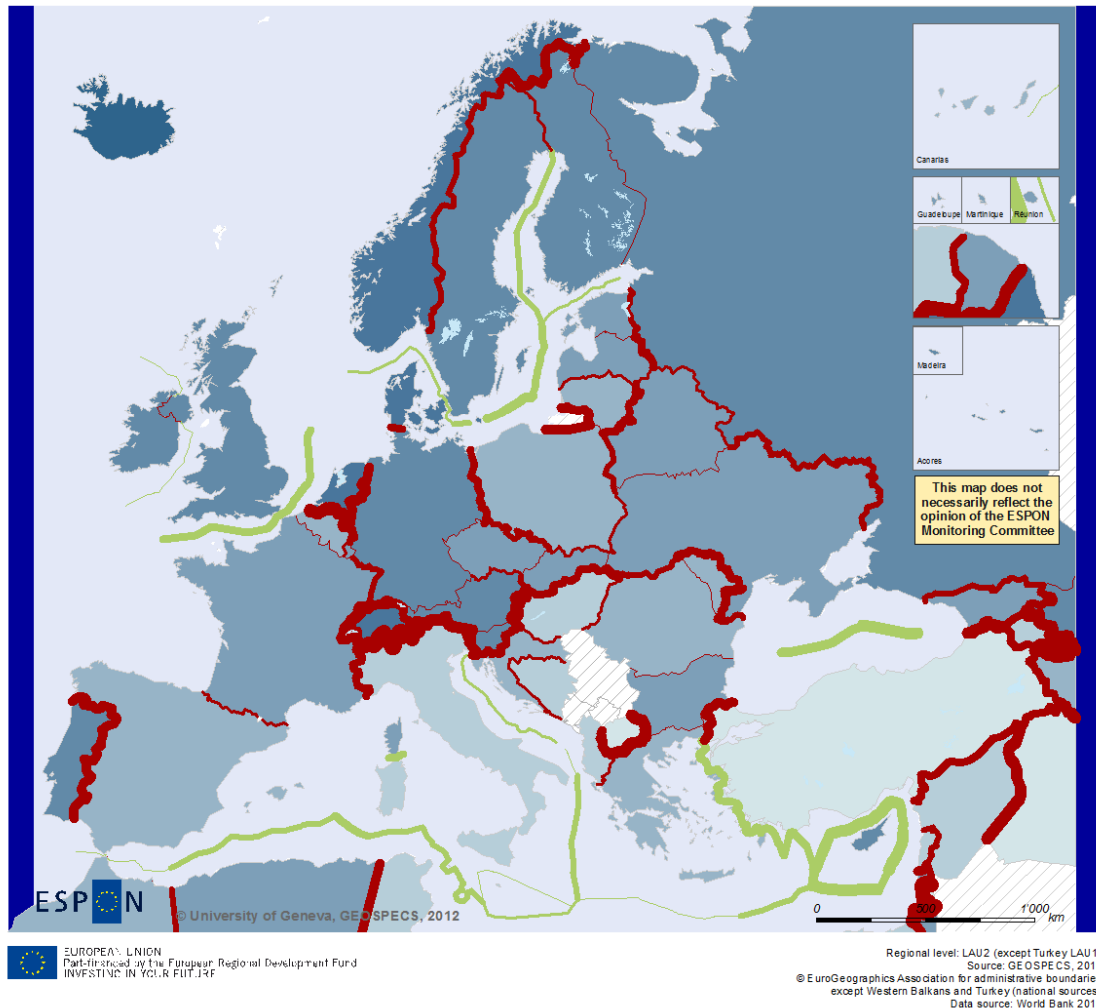 Canarias
Guadeloupe
Martinique
Réunion
Madeira
Acores
This map does not
necessarily reflect the
opinion of the ESPON
Monitoring Committee
ESPON
© University of Geneva, GEOSPECS, 2012
0 500 1'000
km
EUROPEAN UNION
Part-financed by the European Regional Development Fund
INVESTING IN YOUR FUTURE
Regional level: LAU2 (except Turkey LAU1
Source: GEOSPECS, 201
© EuroGeographics Association for administrative boundarie
except Western Balkans and Turkey (national sources
Data source: World Bank 201